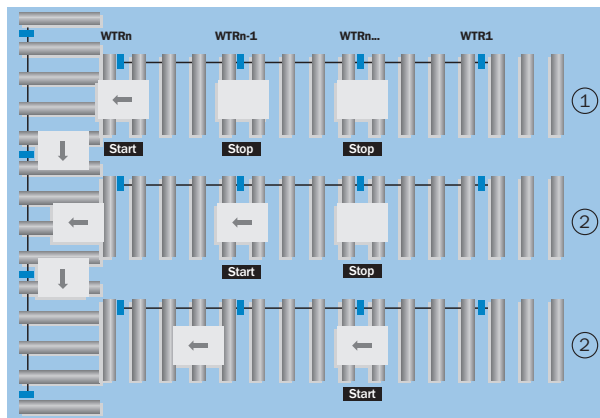 WTRn WTRn-1 WTRn... WTR1
1
Start Stop Stop
2
Start Stop
2
Start